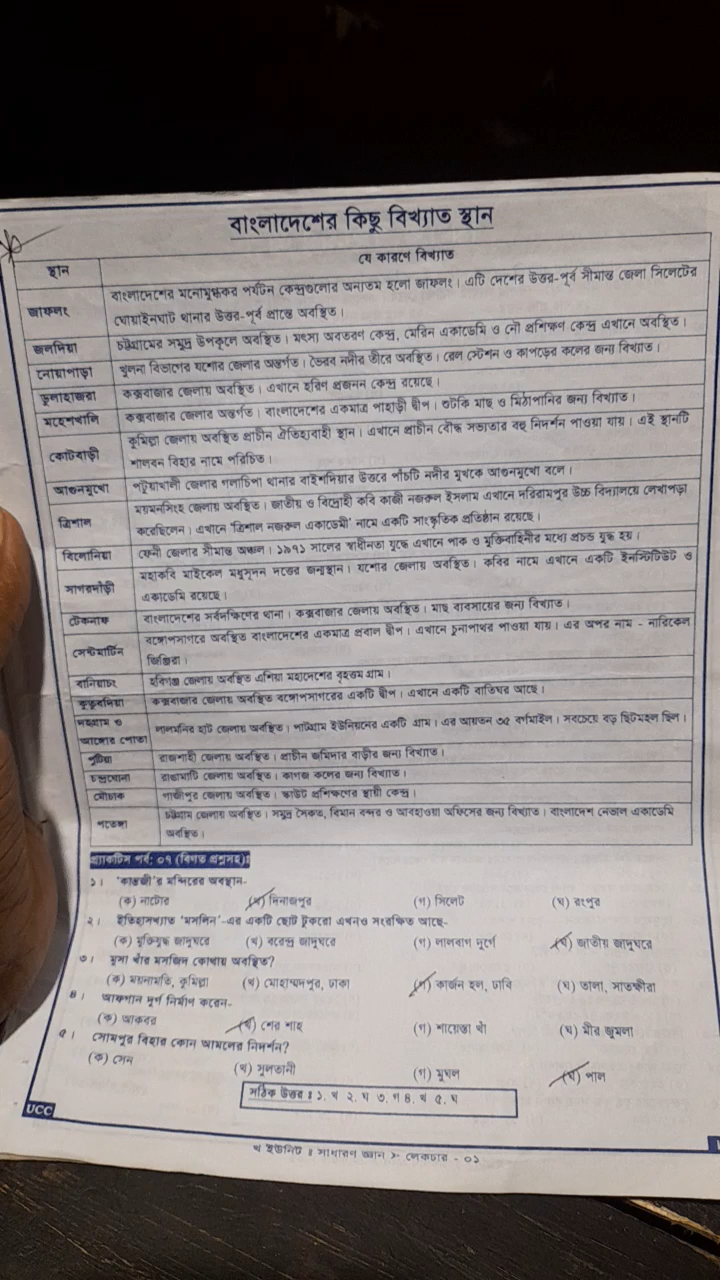 বাংলাদেশের কিছু বিখ্যাত স্থান
স্থান
যে কারণে বিখ্যাত
জাফলং
বাংলাদেশের মনোমুগ্ধকর পর্যটন কেন্দ্রগুলোর অন্যতম হলো জাফলং। এটি দেশের উত্তর-পূর্ব সীমান্ত জেলা সিলেটের
গোয়াইনঘাট থানার উত্তর-পূর্ব প্রান্তে অবস্থিত।
জলদিয়া
চট্টগ্রামের সমুদ্র উপকূলে অবস্থিত। মৎস্য অবতরণ কেন্দ্র, মেরিন একাডেমি ও নৌ প্রশিক্ষণ কেন্দ্র এখানে অবস্থিত।
নোয়াপাড়া
খুলনা বিভাগের যশোর জেলার অন্তর্গত। ভৈরব নদীর তীরে অবস্থিত। রেল স্টেশন ও কাপড়ের কলের জন্য বিখ্যাত।
ডুলাহাজরা
কক্সবাজার জেলায় অবস্থিত। এখানে হরিণ প্রজনন কেন্দ্র রয়েছে।
মহেশখালি
কক্সবাজার জেলার অন্তর্গত। বাংলাদেশের একমাত্র পাহাড়ী দ্বীপ। শুটকি মাছ ও মিঠাপানির জন্য বিখ্যাত।
কোটবাড়ী
কুমিল্লা জেলায় অবস্থিত প্রাচীন ঐতিহ্যবাহী স্থান। এখানে প্রাচীন বৌদ্ধ সভ্যতার বহু নিদর্শন পাওয়া যায়। এই স্থানটি
শালবন বিহার নামে পরিচিত।
আগুনমুখো
পটুয়াখালী জেলার গলাচিপা থানার বাইশদিয়ার উত্তরে পাঁচটি নদীর মুখকে আগুনমুখো বলে।
ত্রিশাল
ময়মনসিংহ জেলায় অবস্থিত। জাতীয় ও বিদ্রোহী কবি কাজী নজরুল ইসলাম এখানে দরিরামপুর উচ্চ বিদ্যালয়ে লেখাপড়া
করেছিলেন। এখানে 'ত্রিশাল নজরুল একাডেমী' নামে একটি সাংস্কৃতিক প্রতিষ্ঠান রয়েছে।
বিলোনিয়া
ফেনী জেলার সীমান্ত অঞ্চল। ১৯৭১ সালের স্বাধীনতা যুদ্ধে এখানে পাক ও মুক্তিবাহিনীর মধ্যে প্রচন্ড যুদ্ধ হয়।
সাগরদাঁড়ী
মহাকবি মাইকেল মধুসূদন দত্তের জন্মস্থান। যশোর জেলায় অবস্থিত। কবির নামে এখানে একটি ইনস্টিটিউট ও
একাডেমি রয়েছে।
টেকনাফ
বাংলাদেশের সর্বদক্ষিণের থানা। কক্সবাজার জেলায় অবস্থিত। মাছ ব্যবসায়ের জন্য বিখ্যাত।
সেন্টমার্টিন
বঙ্গোপসাগরে অবস্থিত বাংলাদেশের একমাত্র প্রবাল দ্বীপ। এখানে চুনাপাথর পাওয়া যায়। এর অপর নাম - নারিকেল
জিঞ্জিরা।
বানিয়াচং
হবিগঞ্জ জেলায় অবস্থিত এশিয়া মহাদেশের বৃহত্তম গ্রাম।
কুতুবদিয়া
কক্সবাজার জেলায় অবস্থিত বঙ্গোপসাগরের একটি দ্বীপ। এখানে একটি বাতিঘর আছে।
দহগ্রাম ও
আঙ্গোর পোতা
লালমনির হাট জেলায় অবস্থিত। পাটগ্রাম ইউনিয়নের একটি গ্রাম। এর আয়তন ৩৫ বর্গমাইল। সবচেয়ে বড় ছিটমহল ছিল।
পুটিয়া
রাজশাহী জেলায় অবস্থিত। প্রাচীন জমিদার বাড়ীর জন্য বিখ্যাত।
চন্দ্রঘোনা
রাঙামাটি জেলায় অবস্থিত। কাগজ কলের জন্য বিখ্যাত।
মৌচাক
গাজীপুর জেলায় অবস্থিত। স্কাউট প্রশিক্ষণের স্থায়ী কেন্দ্র।
পতেঙ্গা
চট্টগ্রাম জেলায় অবস্থিত। সমুদ্র সৈকত, বিমান বন্দর ও আবহাওয়া অফিসের জন্য বিখ্যাত। বাংলাদেশ নেভাল একাডেমি
অবস্থিত।
প্র্যাকটিস পর্ব: ০৭ (বিগত প্রশ্নসহ)ঃ
১। 'কান্তজী'র মন্দিরের অবস্থান-
(ক) নাটোর (খ) দিনাজপুর (গ) সিলেট (ঘ) রংপুর
২। ইতিহাসখ্যাত 'মসলিন'-এর একটি ছোট টুকরো এখনও সংরক্ষিত আছে-
(ক) মুক্তিযুদ্ধ জাদুঘরে (খ) বরেন্দ্র জাদুঘরে (গ) লালবাগ দুর্গে (ঘ) জাতীয় জাদুঘরে
৩। মুসা খাঁর মসজিদ কোথায় অবস্থিত?
(ক) ময়নামতি, কুমিল্লা (খ) মোহাম্মদপুর, ঢাকা (গ) কার্জন হল, ঢাবি (ঘ) তালা, সাতক্ষীরা
৪। আফগান দুর্গ নির্মাণ করেন-
(ক) আকবর (খ) শের শাহ (গ) শায়েস্তা খাঁ (ঘ) মীর জুমলা
৫। সোমপুর বিহার কোন আমলের নিদর্শন?
(ক) সেন (খ) সুলতানী (গ) মুঘল (ঘ) পাল
সঠিক উত্তর ঃ ১. খ ২. ঘ ৩. গ ৪. খ ৫. ঘ
UCC
খ ইউনিট ঃ সাধারণ জ্ঞান > লেকচার - ০১